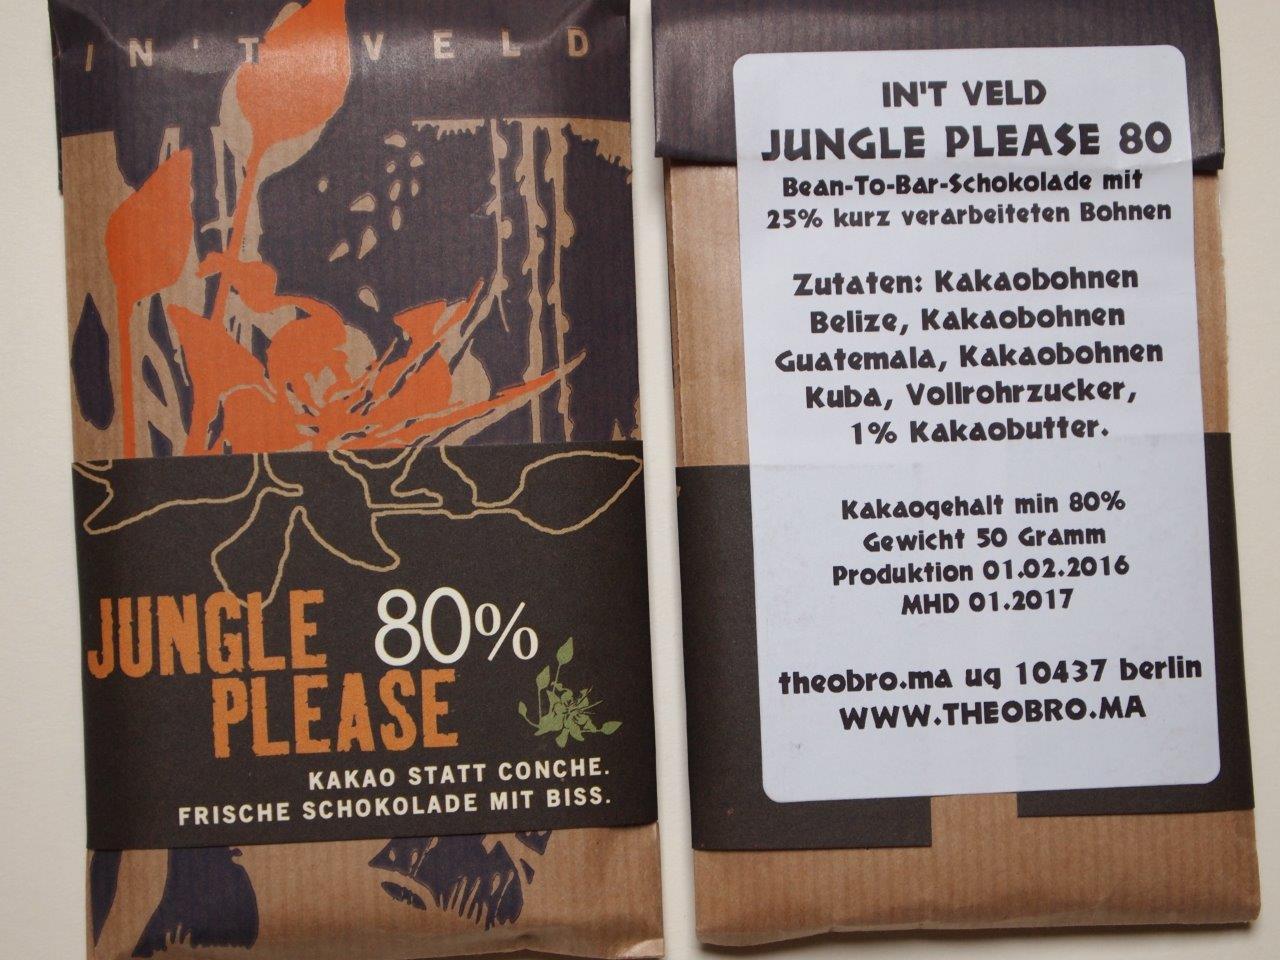 IN'T VELD
JUNGLE 80%
PLEASE
KAKAO STATT CONCHE.
FRISCHE SCHOKOLADE MIT BISS.
IN'T VELD
JUNGLE PLEASE 80
Bean-To-Bar-Schokolade mit
25% kurz verarbeiteten Bohnen
Zutaten: Kakaobohnen
Belize, Kakaobohnen
Guatemala, Kakaobohnen
Kuba, Vollrohrzucker,
1% Kakaobutter.
Kakaogehalt min 80%
Gewicht 50 Gramm
Produktion 01.02.2016
MHD 01.2017
theobro.ma ug 10437 berlin
WWW.THEOBRO.MA